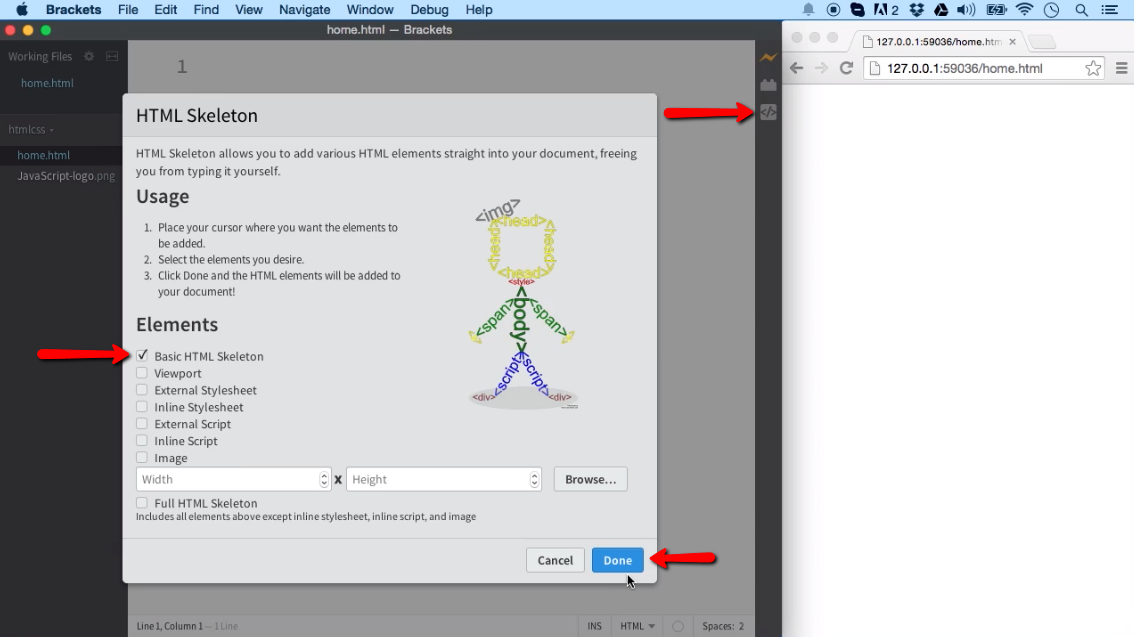 Brackets File Edit Find View Navigate Window Debug Help
2
home.html — Brackets
127.0.0.1:59036/home.htm
Working Files
home.html
1
127.0.0.1:59036/home.html
HTML Skeleton
htmlcss
home.html
JavaScript-logo.png
HTML Skeleton allows you to add various HTML elements straight into your document, freeing
you from typing it yourself.
Usage
1. Place your cursor where you want the elements to
be added.
2. Select the elements you desire.
3. Click Done and the HTML elements will be added to
your document!
<img>
<head>
<head>
<head>
<head>
<style>
<body>
<span>
<span>
<script>
<script>
<div>
<div>
Elements
Basic HTML Skeleton
Viewport
External Stylesheet
Inline Stylesheet
External Script
Inline Script
Image
Width x Height Browse...
Full HTML Skeleton
Includes all elements above except inline stylesheet, inline script, and image
Cancel Done
Line 1, Column 1 — 1 Line
INS HTML Spaces: 2